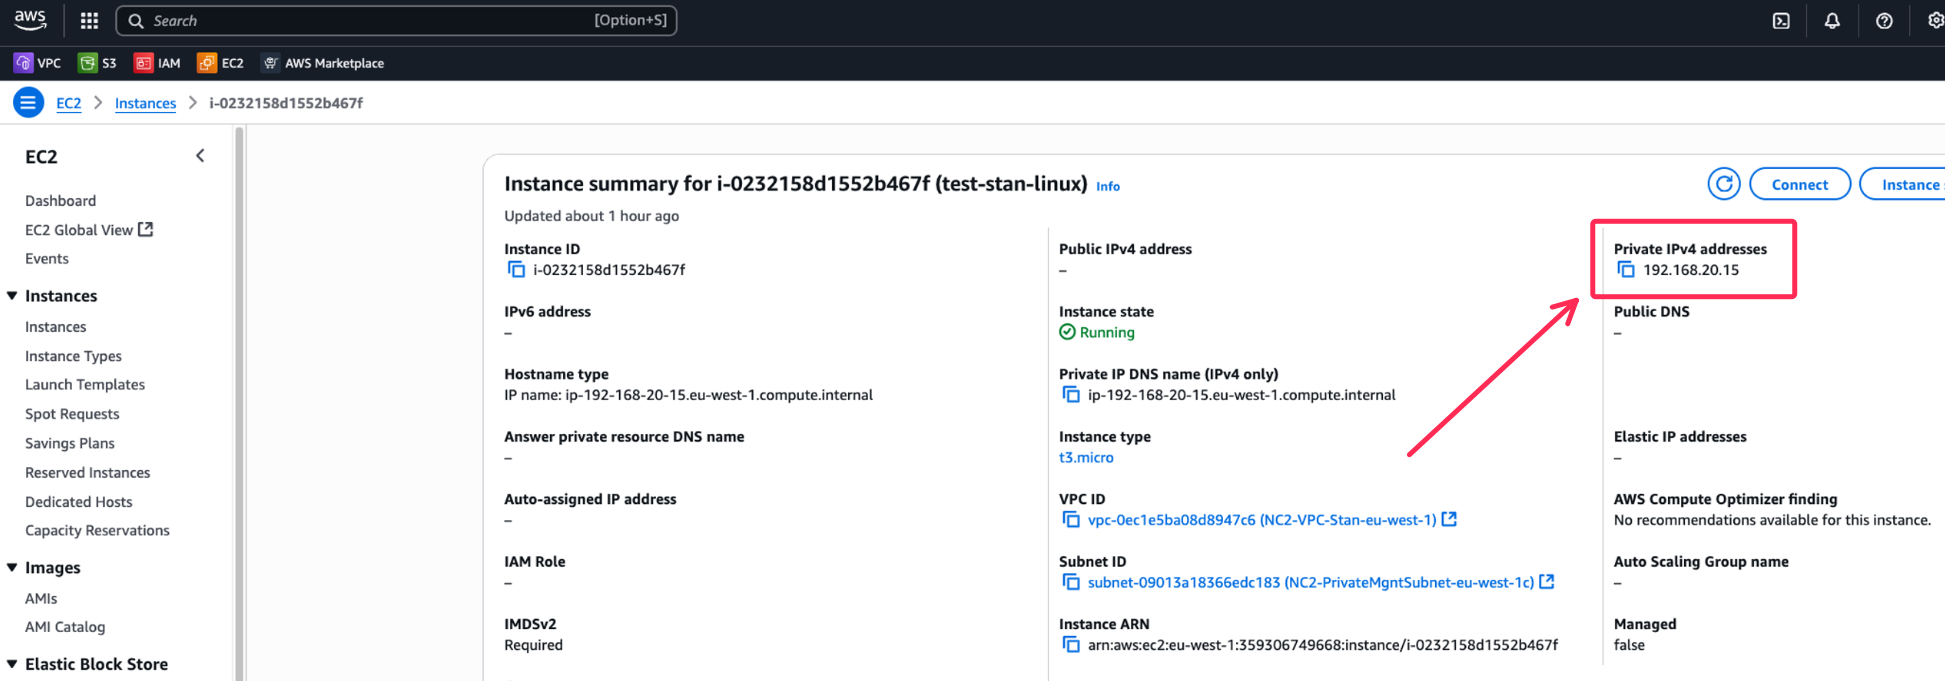 aws
Search
[Option+S]
VPC
S3
IAM
EC2
AWS Marketplace
EC2
Instances
i-0232158d1552b467f
EC2
Dashboard
EC2 Global View
Events
Instances
Instances
Instance Types
Launch Templates
Spot Requests
Savings Plans
Reserved Instances
Dedicated Hosts
Capacity Reservations
Images
AMIs
AMI Catalog
Elastic Block Store
Instance summary for i-0232158d1552b467f (test-stan-linux) Info
Updated about 1 hour ago
Connect
Instance
Instance ID
i-0232158d1552b467f
IPv6 address
–
Hostname type
IP name: ip-192-168-20-15.eu-west-1.compute.internal
Answer private resource DNS name
–
Auto-assigned IP address
–
IAM Role
–
IMDSv2
Required
Public IPv4 address
–
Instance state
Running
Private IP DNS name (IPv4 only)
ip-192-168-20-15.eu-west-1.compute.internal
Instance type
t3.micro
VPC ID
vpc-0ec1e5ba08d8947c6 (NC2-VPC-Stan-eu-west-1)
Subnet ID
subnet-09013a18366edc183 (NC2-PrivateMgntSubnet-eu-west-1c)
Instance ARN
arn:aws:ec2:eu-west-1:359306749668:instance/i-0232158d1552b467f
Private IPv4 addresses
192.168.20.15
Public DNS
–
Elastic IP addresses
–
AWS Compute Optimizer finding
No recommendations available for this instance.
Auto Scaling Group name
–
Managed
false